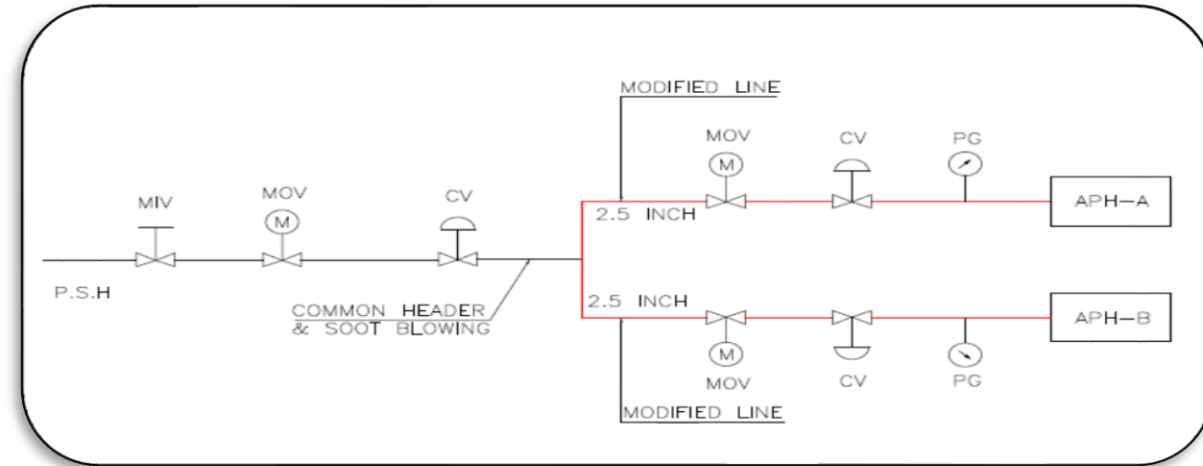 MODIFIED LINE
MOV
CV
PG
M
2.5 INCH
APH-A
MIV
MOV
CV
M
P.S.H
COMMON HEADER
& SOOT BLOWING
2.5 INCH
APH-B
M
MOV
CV
PG
MODIFIED LINE